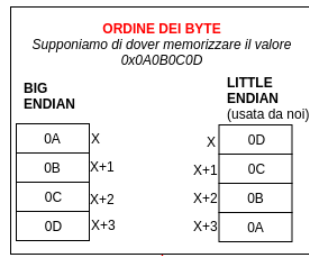 ORDINE DEI BYTE
Supponiamo di dover memorizzare il valore
0x0A0B0C0D
BIG
ENDIAN
0A X
0B X+1
0C X+2
0D X+3
LITTLE
ENDIAN
(usata da noi)
X 0D
X+1 0C
X+2 0B
X+3 0A